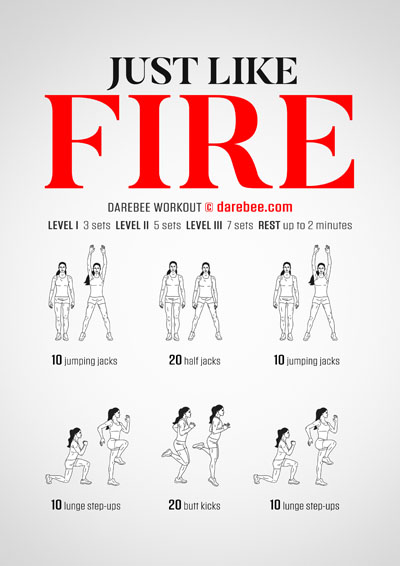 JUST LIKE
FIRE
DAREBEE WORKOUT © darebee.com
LEVEL I 3 sets LEVEL II 5 sets LEVEL III 7 sets REST up to 2 minutes
10 jumping jacks
20 half jacks
10 jumping jacks
10 lunge step-ups
20 butt kicks
10 lunge step-ups